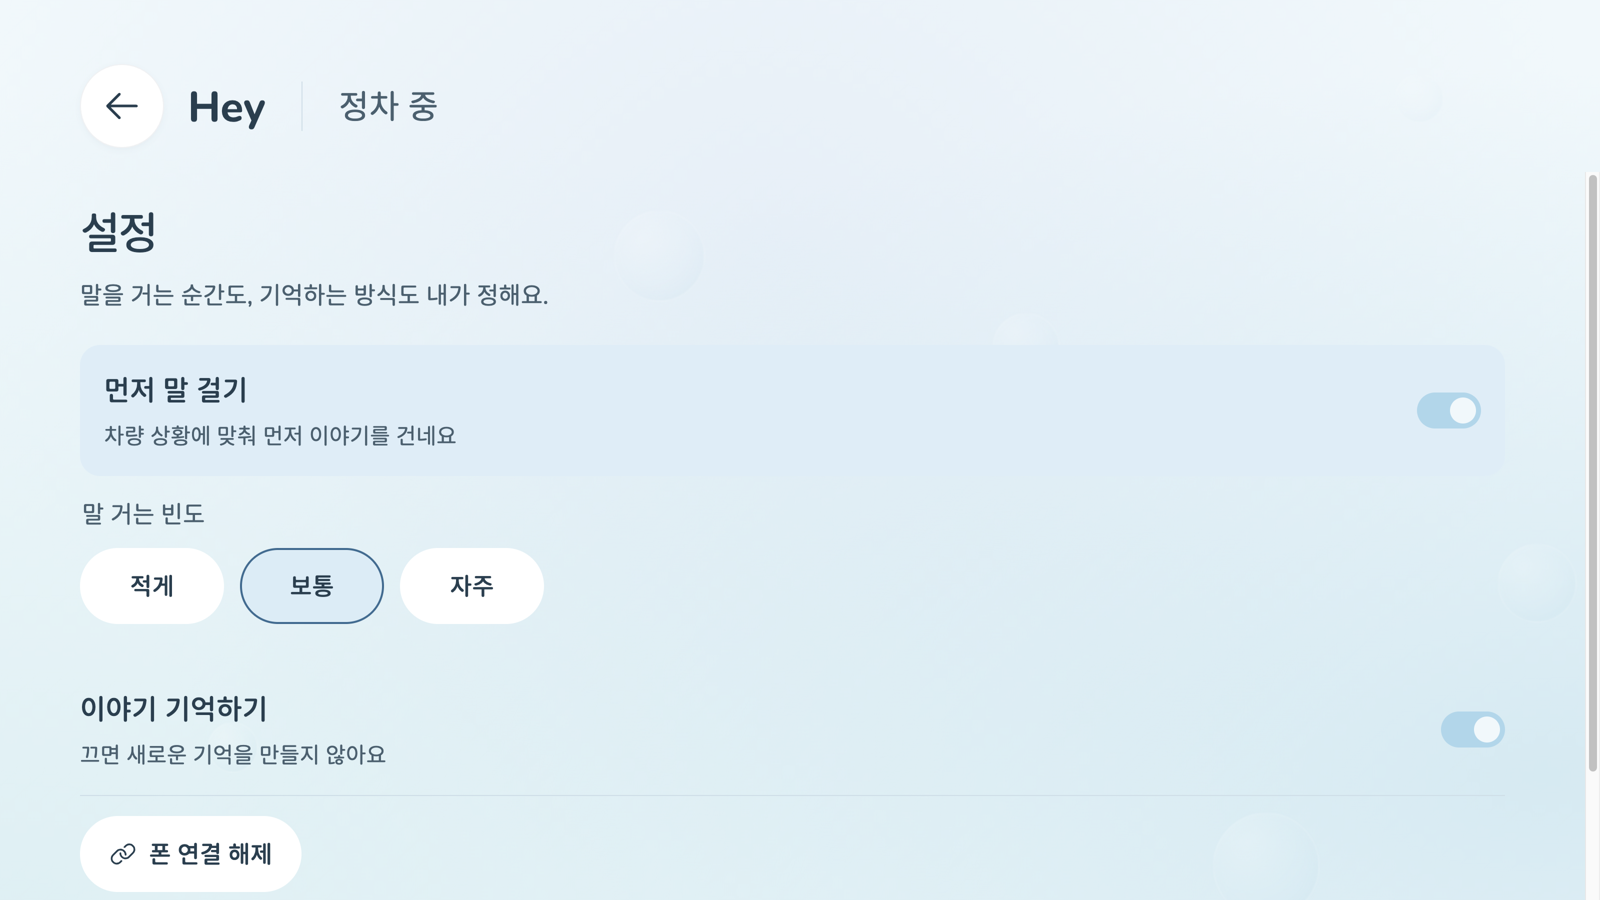 Hey
정차 중
설정
말을 거는 순간도, 기억하는 방식도 내가 정해요.
먼저 말 걸기
차량 상황에 맞춰 먼저 이야기를 건네요
말 거는 빈도
적게
보통
자주
이야기 기억하기
끄면 새로운 기억을 만들지 않아요
폰 연결 해제